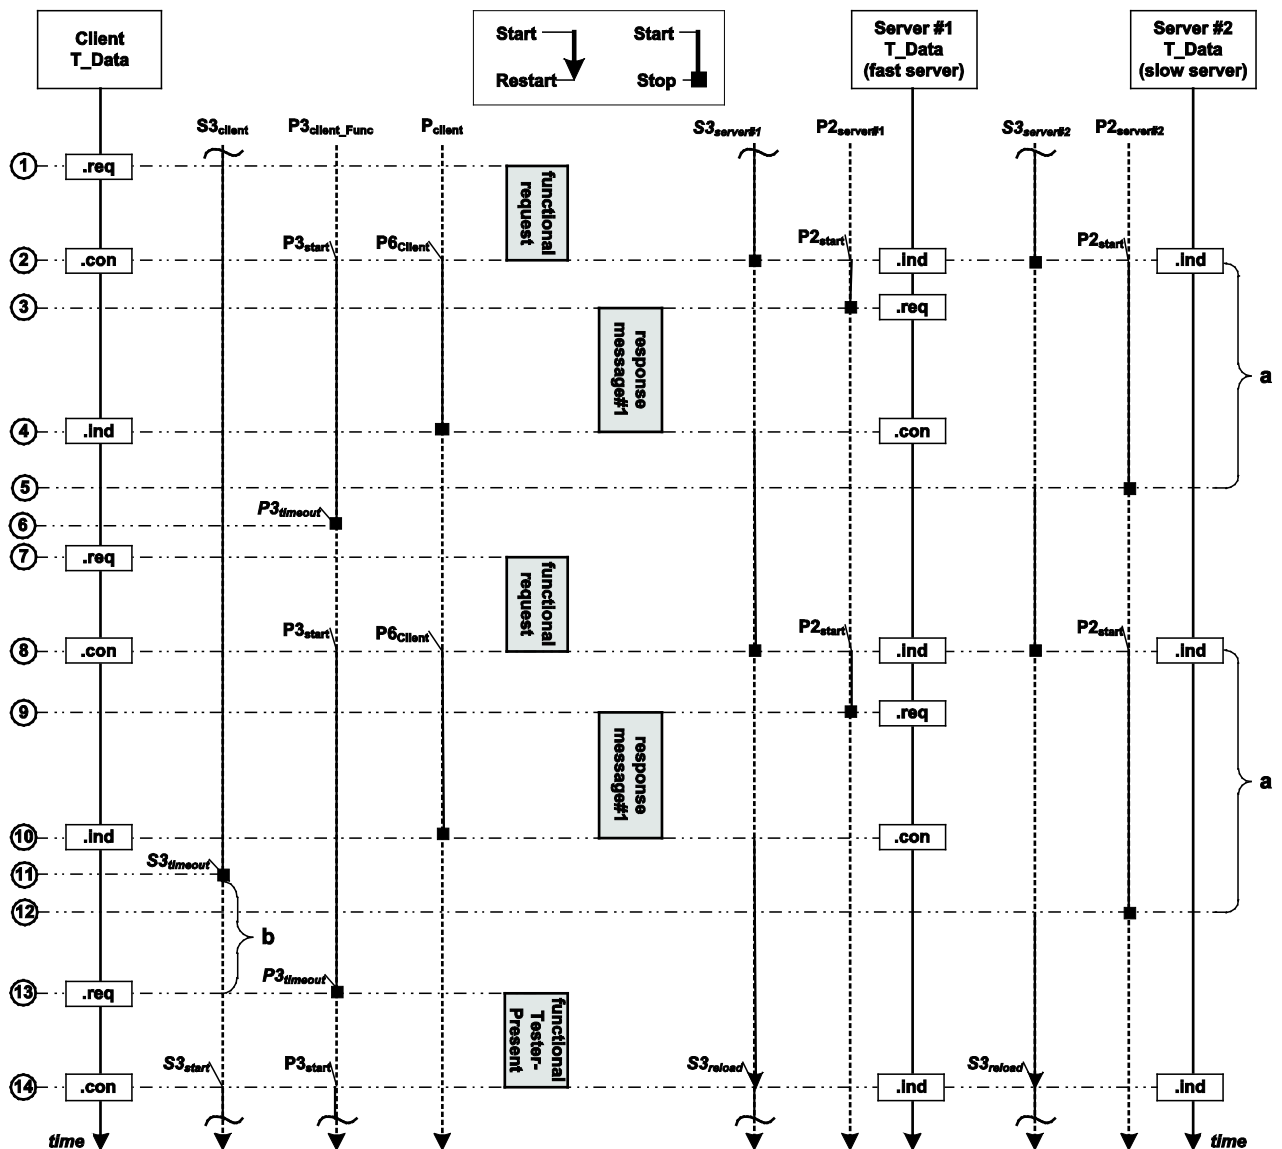 Client
T_Data
Start
Restart
Start
Stop
Server #1
T_Data
(fast server)
Server #2
T_Data
(slow server)
S3client
P3client_Func
Pclient
S3server#1
P2server#1
S3server#2
P2server#2
1
.req
functional
request
P3start
P6Client
P2start
P2start
2
.con
.ind
.ind
3
.req
response
message#1
a
4
.ind
.con
5
P3timeout
6
7
.req
functional
request
P3start
P6Client
P2start
P2start
8
.con
.ind
.ind
9
.req
response
message#1
a
10
.ind
.con
S3timeout
11
12
b
P3timeout
13
.req
functional
Tester-
Present
S3start
P3start
S3reload
S3reload
14
.con
.ind
.ind
time
time